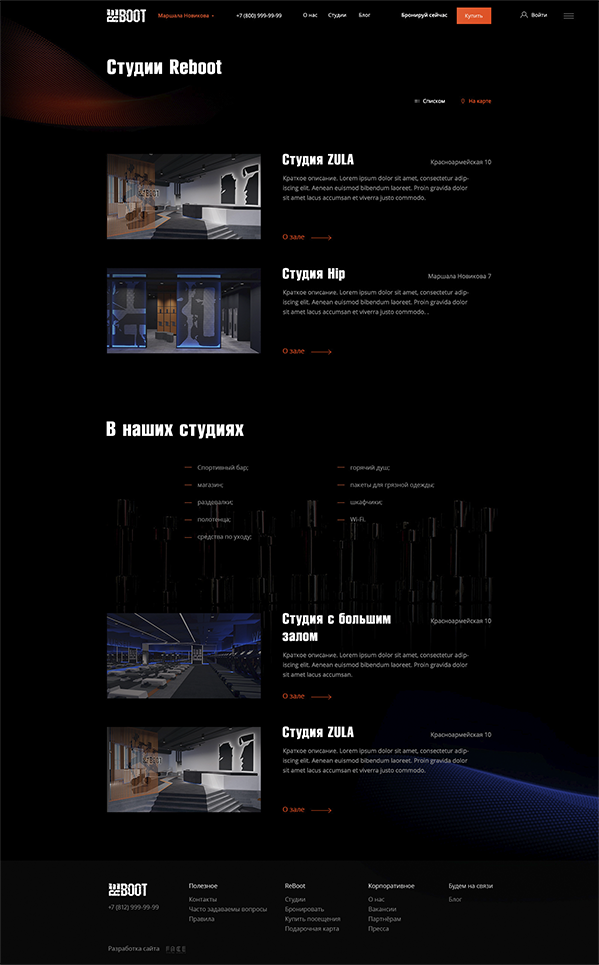 REBOOT
Маршала Новикова
+7 (800) 999-99-99
О нас
Студии
Блог
Бронируй сейчас
Купить
Войти
Студии Reboot
Списком
На карте
Студия ZULA
Красноармейская 10
Краткое описание. Lorem ipsum dolor sit amet, consectetur adip-
iscing elit. Aenean euismod bibendum laoreet. Proin gravida dolor
sit amet lacus accumsan et viverra justo commodo.
О зале
Студия Hip
Маршала Новикова 7
Краткое описание. Lorem ipsum dolor sit amet, consectetur adip-
iscing elit. Aenean euismod bibendum laoreet. Proin gravida dolor
sit amet lacus accumsan et viverra justo commodo. .
О зале
В наших студиях
Спортивный бар;
магазин;
раздевалки;
полотенца;
средства по уходу;
горячий душ;
пакеты для грязной одежды;
шкафчики;
Wi-Fi.
Студия с большим
залом
Красноармейская 10
Краткое описание. Lorem ipsum dolor sit amet, consectetur adip-
iscing elit. Aenean euismod bibendum laoreet. Proin gravida dolor
sit amet lacus accumsan.
О зале
Студия ZULA
Красноармейская 10
Краткое описание. Lorem ipsum dolor sit amet, consectetur adip-
iscing elit. Aenean euismod bibendum laoreet. Proin gravida dolor
sit amet lacus accumsan et viverra justo commodo.
О зале
REBOOT
+7 (812) 999-99-99
Полезное
Контакты
Часто задаваемы вопросы
Правила
ReBoot
Студии
Бронировать
Купить посещения
Подарочная карта
Корпоративное
О нас
Вакансии
Партнёрам
Пресса
Будем на связи
Блог
Разработка сайта